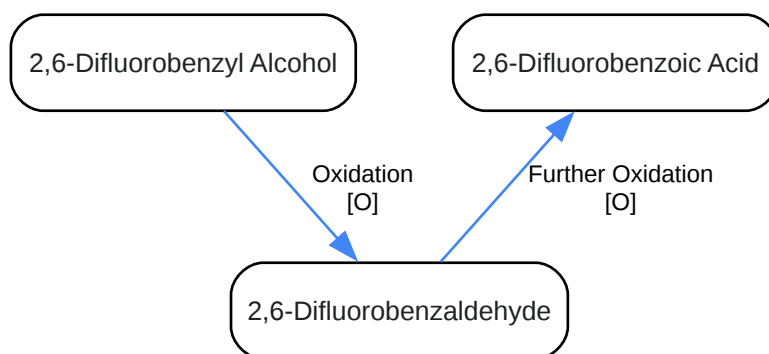 2,6-Difluorobenzyl Alcohol
2,6-Difluorobenzoic Acid
Oxidation
[O]
Further Oxidation
[O]
2,6-Difluorobenzaldehyde